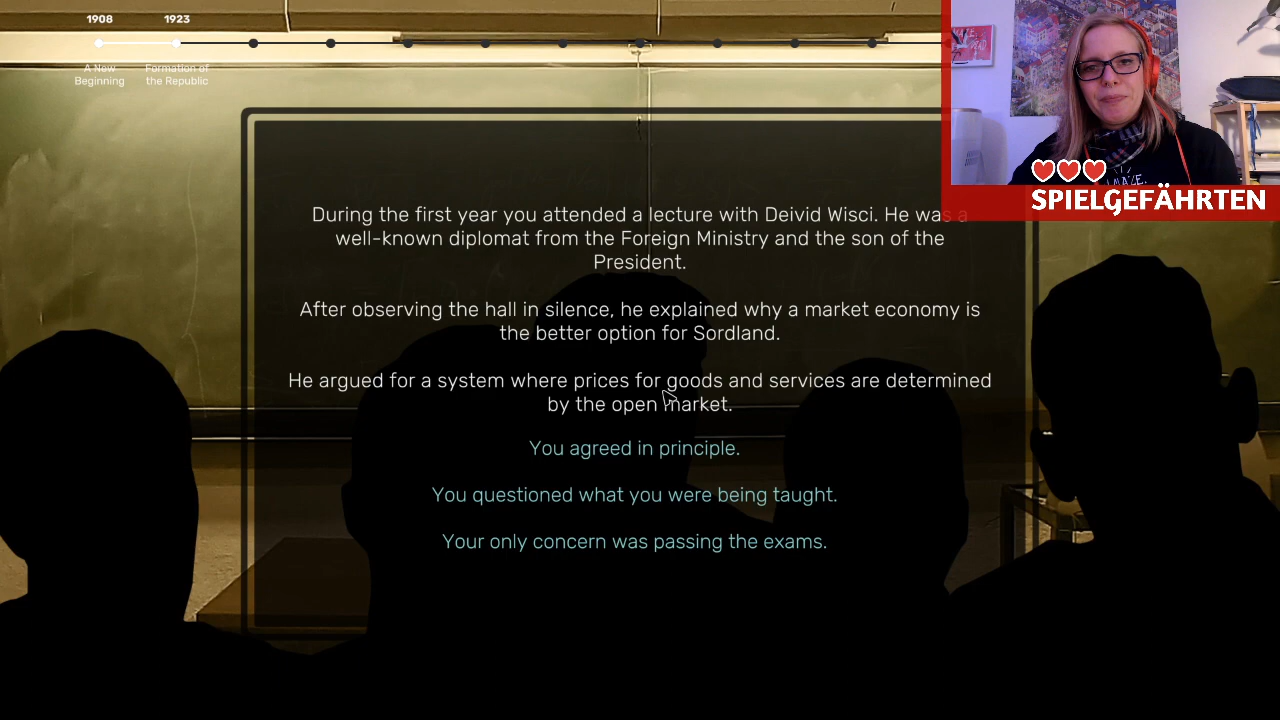 1908
1923
A New
Beginning
Formation of
the Republic
SPIELGEFÄHRTEN
During the first year you attended a lecture with Deivid Wisci. He was a
well-known diplomat from the Foreign Ministry and the son of the
President.
After observing the hall in silence, he explained why a market economy is
the better option for Sordland.
He argued for a system where prices for goods and services are determined
by the open market.
You agreed in principle.
You questioned what you were being taught.
Your only concern was passing the exams.